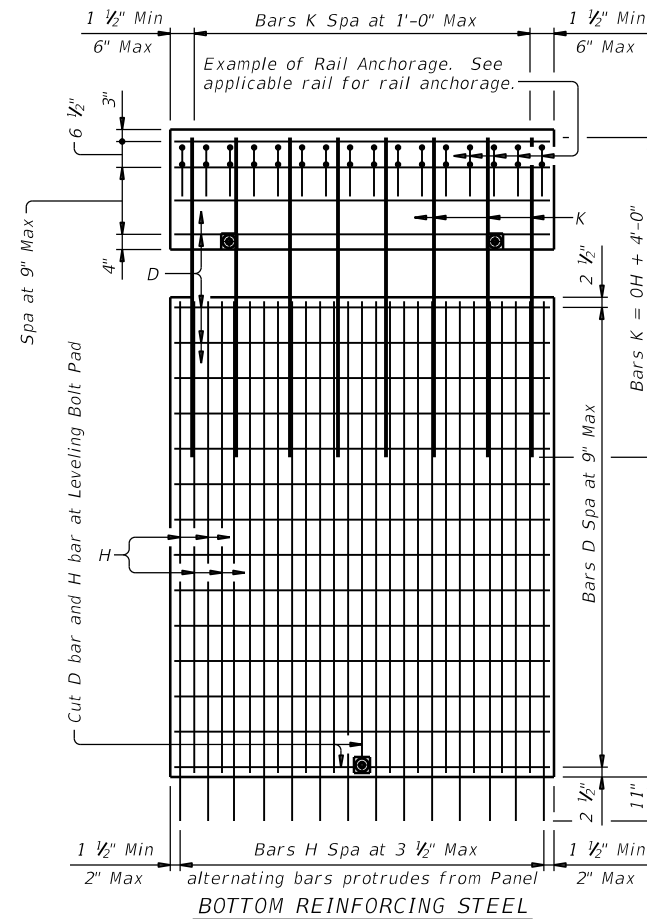 1 ½" Min
6" Max
Bars K Spa at 1'-0" Max
1 ½" Min
6" Max
Example of Rail Anchorage. See
applicable rail for rail anchorage.
3"
6 ½"
Spa at 9" Max
4"
D
K
2 ½"
Bars K = OH + 4'-0"
Bars D Spa at 9" Max
H
Cut D bar and H bar at Leveling Bolt Pad
2 ½"
11"
1 ½" Min
2" Max
Bars H Spa at 3 ½" Max
alternating bars protrudes from Panel
1 ½" Min
2" Max
BOTTOM REINFORCING STEEL